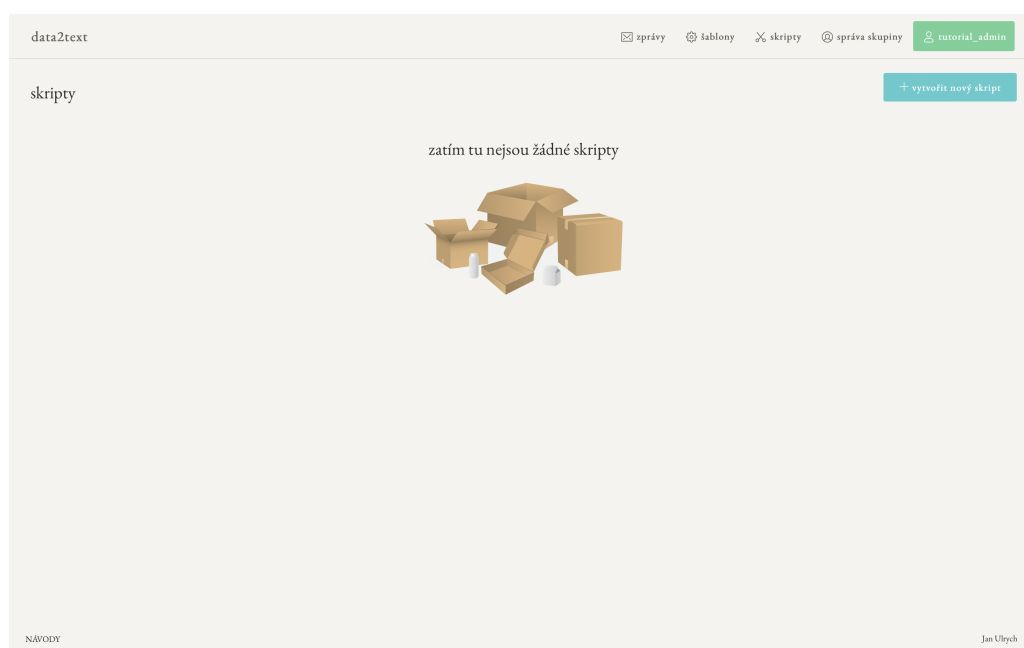 data2text
zprávy
šablony
skripty
správa skupiny
tutorial_admin
skripty
vytvořit nový skript
zatím tu nejsou žádné skripty
NÁVODY
Jan Ulrych